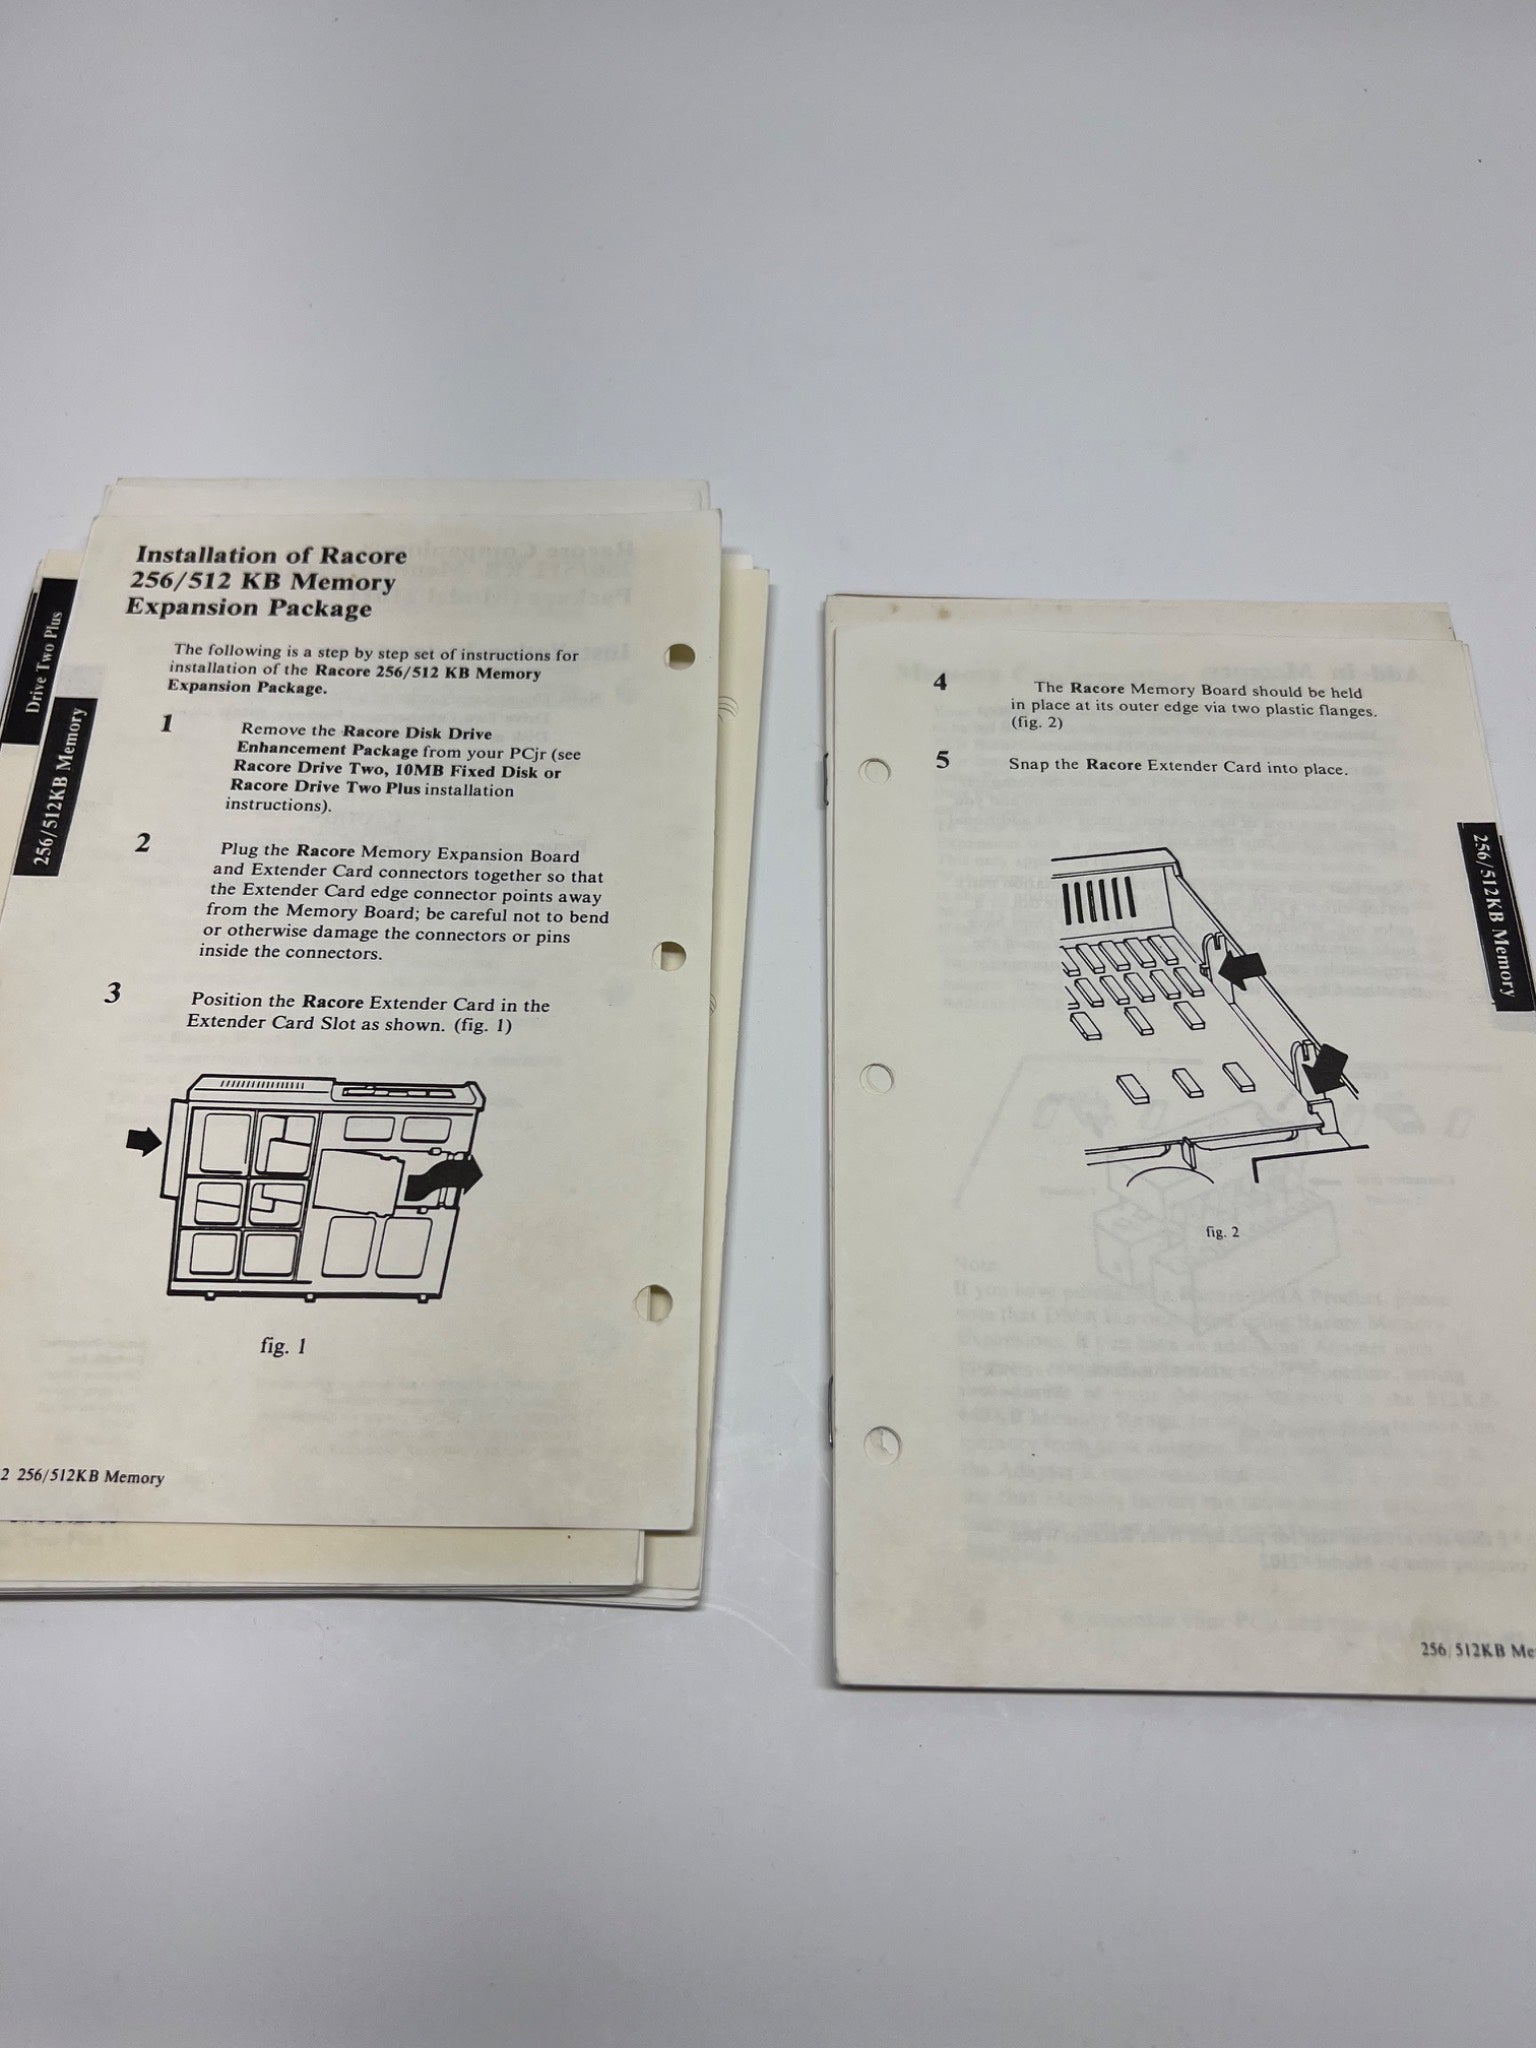 Installation of Racore
256/512 KB Memory
Expansion Package
The following is a step by step set of instructions for
installation of the Racore 256/512 KB Memory
Expansion Package.
1
Remove the Racore Disk Drive
Enhancement Package from your PCjr (see
Racore Drive Two, 10MB Fixed Disk or
Racore Drive Two Plus installation
instructions).
2
Plug the Racore Memory Expansion Board
and Extender Card connectors together so that
the Extender Card edge connector points away
from the Memory Board; be careful not to bend
or otherwise damage the connectors or pins
inside the connectors.
3
Position the Racore Extender Card in the
Extender Card Slot as shown. (fig. 1)
fig. 1
2 256/512KB Memory
Drive Two Plus
256/512KB Memory
4
The Racore Memory Board should be held
in place at its outer edge via two plastic flanges.
(fig. 2)
5
Snap the Racore Extender Card into place.
fig. 2
256/512KB Memory
256/512KB Me